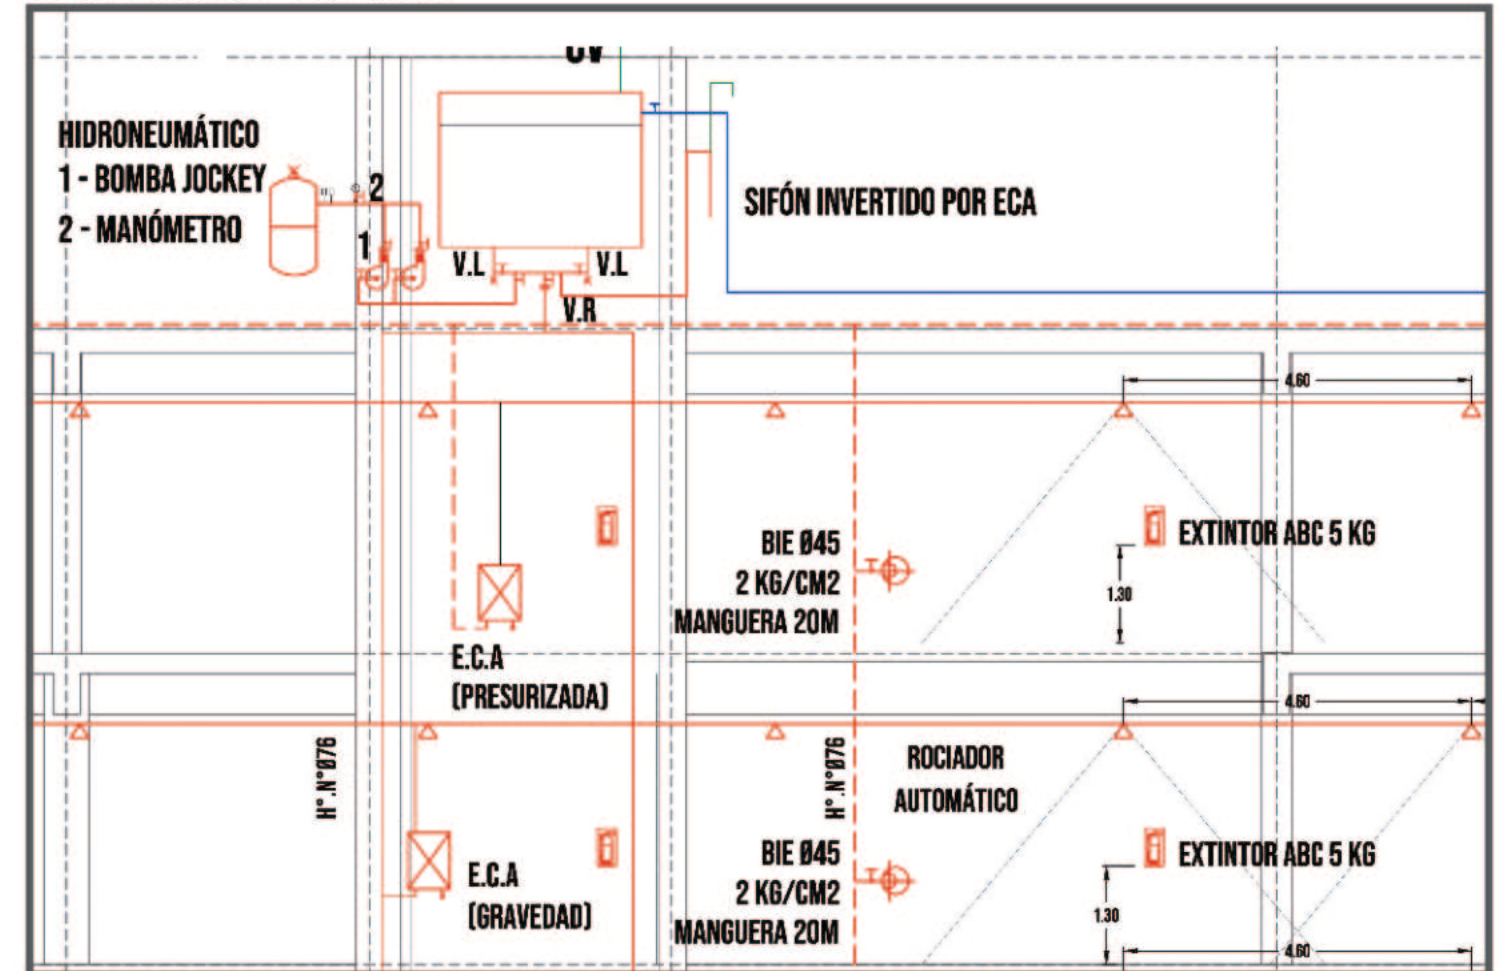 HIDRONEUMÁTICO
1 - BOMBA JOCKEY
2 - MANÓMETRO
2
1
V.L
V.L
V.R
SIFÓN INVERTIDO POR ECA
4.60
BIE Ø45
2 KG/CM2
MANGUERA 20M
EXTINTOR ABC 5 KG
1.30
E.C.A
(PRESURIZADA)
4.60
H°.N°Ø76
H°.N°Ø76
ROCIADOR
AUTOMÁTICO
BIE Ø45
2 KG/CM2
MANGUERA 20M
EXTINTOR ABC 5 KG
E.C.A
(GRAVEDAD)
1.30
4.60